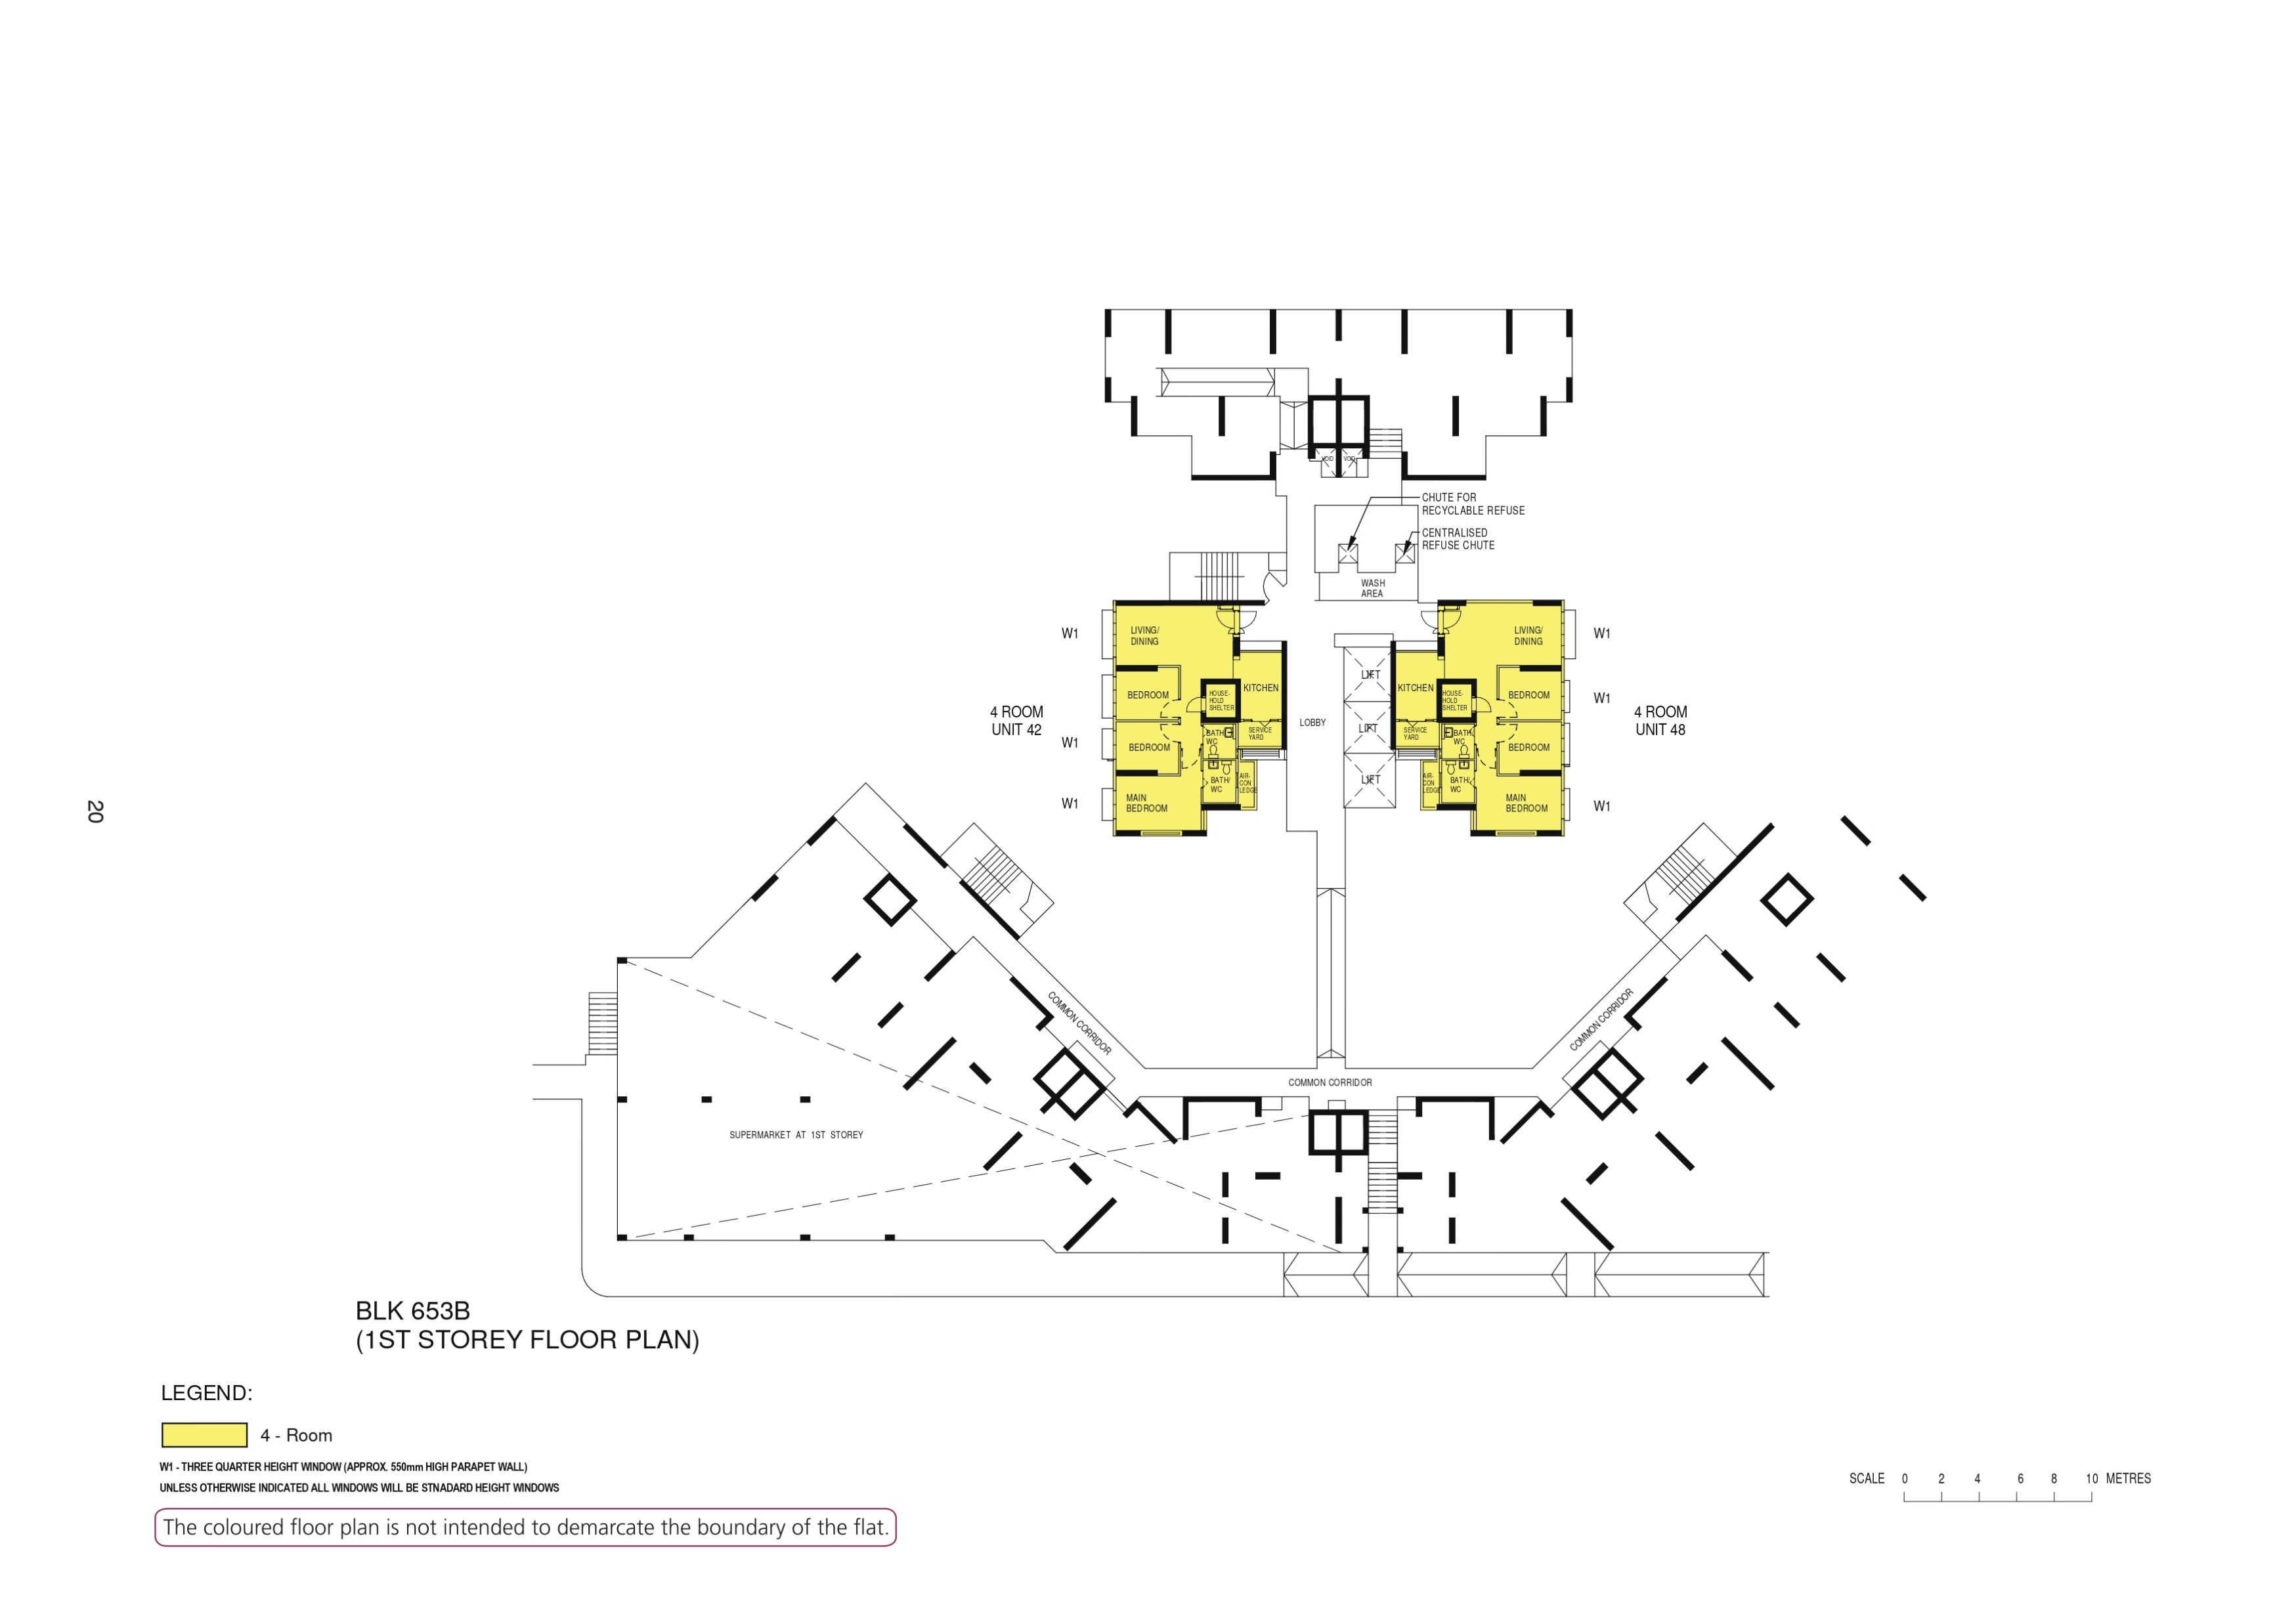 VOID
VOID
CHUTE FOR
RECYCLABLE REFUSE
CENTRALISED
REFUSE CHUTE
WASH
AREA
W1
LIVING/
DINING
LIVING/
DINING
W1
LIFT
BEDROOM
HOUSE-
HOLD
SHELTER
KITCHEN
KITCHEN
HOUSE-
HOLD
SHELTER
BEDROOM
W1
4 ROOM
UNIT 42
LOBBY
LIFT
4 ROOM
UNIT 48
W1
BEDROOM
BATH/
WC
SERVICE
YARD
SERVICE
YARD
BATH/
WC
BEDROOM
LIFT
W1
MAIN
BEDROOM
BATH/
WC
AIR-
CON
LEDGE
AIR-
CON
LEDGE
BATH/
WC
MAIN
BEDROOM
W1
20
COMMON CORRIDOR
COMMON CORRIDOR
COMMON CORRIDOR
SUPERMARKET AT 1ST STOREY
BLK 653B
(1ST STOREY FLOOR PLAN)
LEGEND:
4 - Room
W1 - THREE QUARTER HEIGHT WINDOW (APPROX. 550mm HIGH PARAPET WALL)
UNLESS OTHERWISE INDICATED ALL WINDOWS WILL BE STNADARD HEIGHT WINDOWS
The coloured floor plan is not intended to demarcate the boundary of the flat.
SCALE 0 2 4 6 8 10 METRES